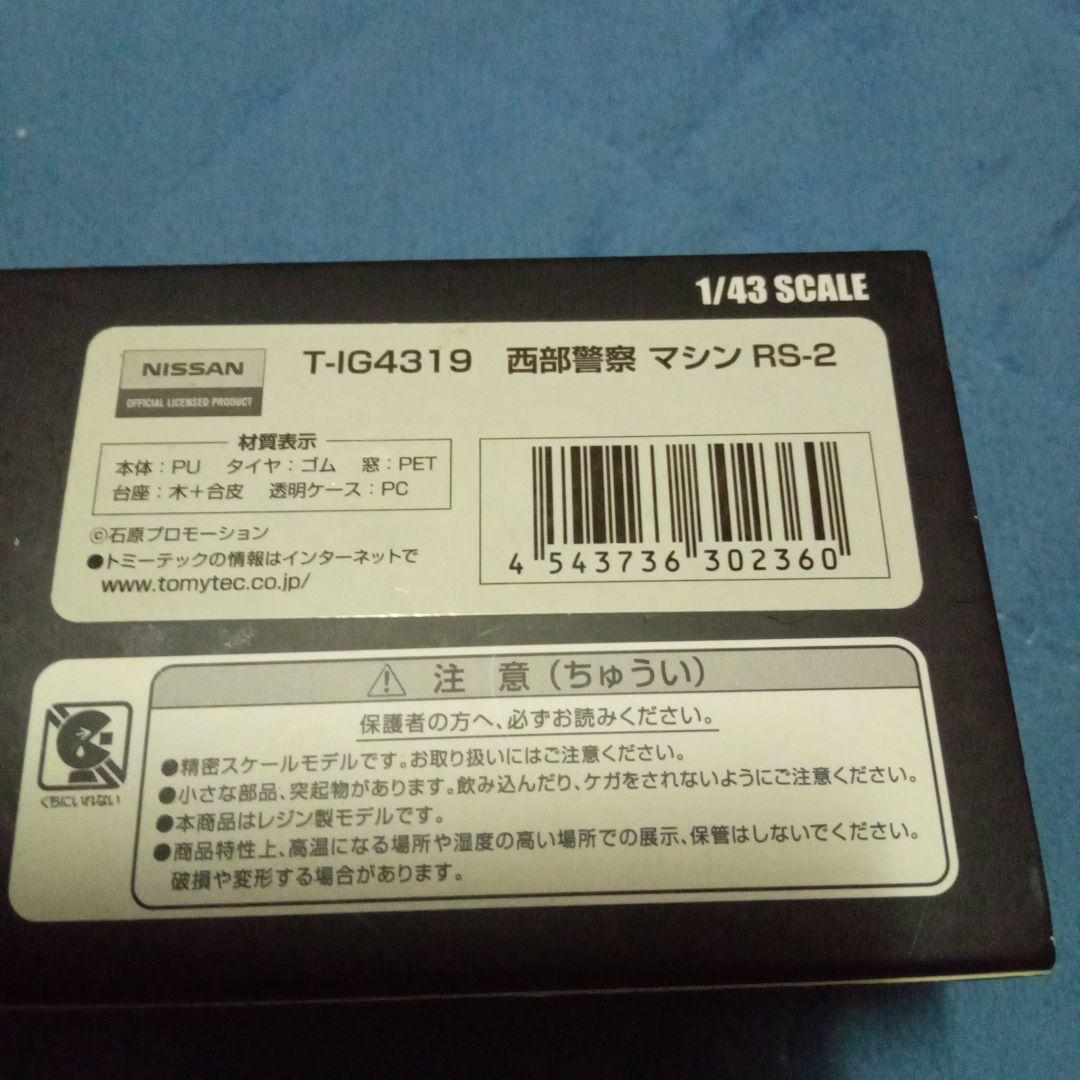 1/43 SCALE
NISSAN
OFFICIAL LICENSED PRODUCT
T-IG4319 西部警察 マシン RS-2
材質表示
本体:PU タイヤ:ゴム 窓:PET
台座:木+合皮 透明ケース:PC
©石原プロモーション
●トミーテックの情報はインターネットで
www.tomytec.co.jp/
4 543736 302360
注 意(ちゅうい)
保護者の方へ、必ずお読みください。
●精密スケールモデルです。お取り扱いにはご注意ください。
●小さな部品、突起物があります。飲み込んだり、ケガをされないようにご注意ください。
●本商品はレジン製モデルです。
●商品特性上、高温になる場所や湿度の高い場所での展示、保管はしないでください。
破損や変形する場合があります。
くちにいれない